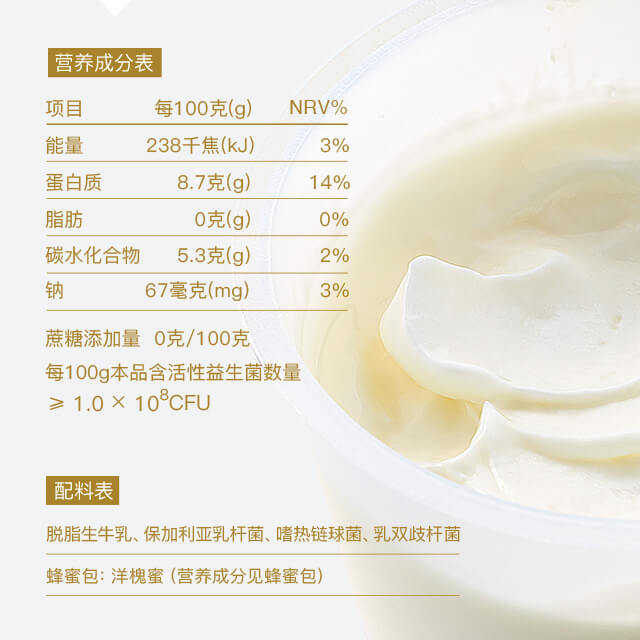 营养成分表
项目 每100克(g) NRV%
能量 238千焦(kJ) 3%
蛋白质 8.7克(g) 14%
脂肪 0克(g) 0%
碳水化合物 5.3克(g) 2%
钠 67毫克(mg) 3%
蔗糖添加量 0克/100克
每100g本品含活性益生菌数量
≥ 1.0 × 10⁸CFU
配料表
脱脂生牛乳、保加利亚乳杆菌、嗜热链球菌、乳双歧杆菌
蜂蜜包：洋槐蜜（营养成分见蜂蜜包）